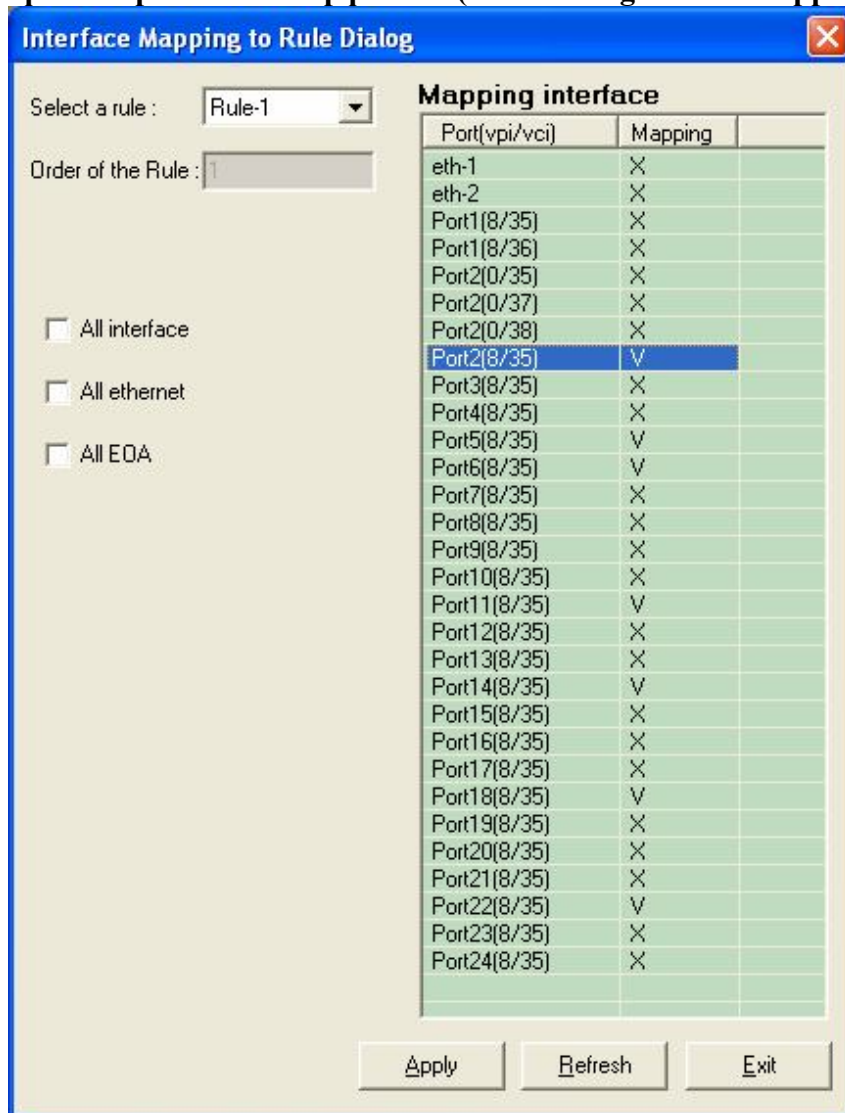 Interface Mapping to Rule Dialog
Select a rule : Rule-1
Order of the Rule : 1
All interface
All ethernet
All EOA
Mapping interface
Port(vpi/vci) Mapping
eth-1 X
eth-2 X
Port1(8/35) X
Port1(8/36) X
Port2(0/35) X
Port2(0/37) X
Port2(0/38) X
Port2(8/35) V
Port3(8/35) X
Port4(8/35) X
Port5(8/35) V
Port6(8/35) V
Port7(8/35) X
Port8(8/35) X
Port9(8/35) X
Port10(8/35) X
Port11(8/35) V
Port12(8/35) X
Port13(8/35) X
Port14(8/35) V
Port15(8/35) X
Port16(8/35) X
Port17(8/35) X
Port18(8/35) V
Port19(8/35) X
Port20(8/35) X
Port21(8/35) X
Port22(8/35) V
Port23(8/35) X
Port24(8/35) X
Apply Refresh Exit